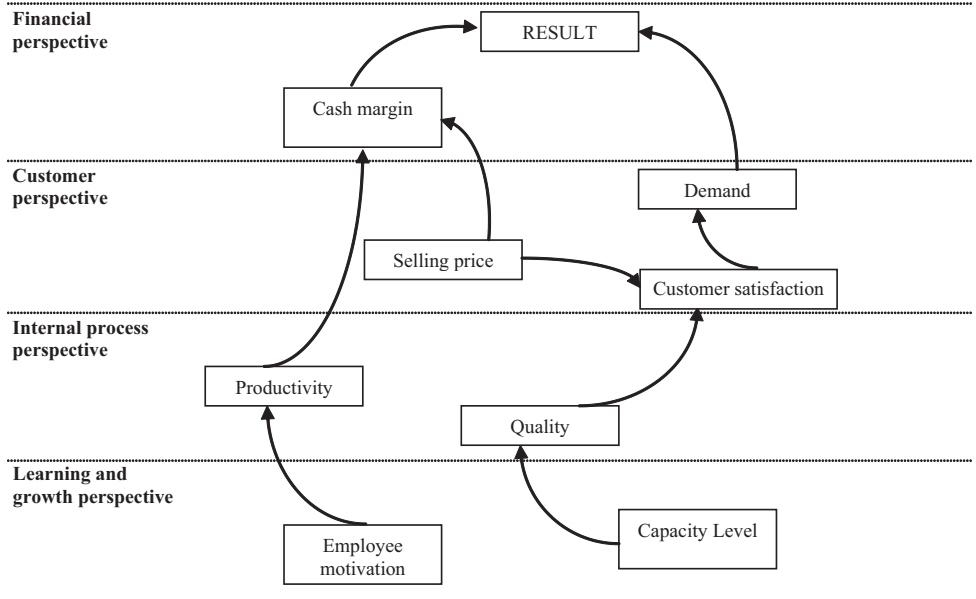 Financial
perspective
RESULT
Cash margin
Customer
perspective
Demand
Selling price
Customer satisfaction
Internal process
perspective
Productivity
Quality
Learning and
growth perspective
Capacity Level
Employee
motivation